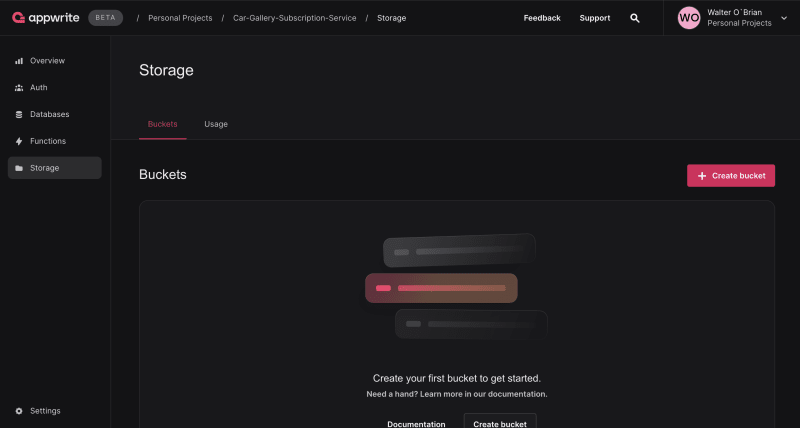 appwrite BETA / Personal Projects / Car-Gallery-Subscription-Service / Storage Feedback Support WO Walter O`Brian
Personal Projects
Overview
Auth
Databases
Functions
Storage
Settings
Storage
Buckets Usage
Buckets
+ Create bucket
Create your first bucket to get started.
Need a hand? Learn more in our documentation.
Documentation Create bucket